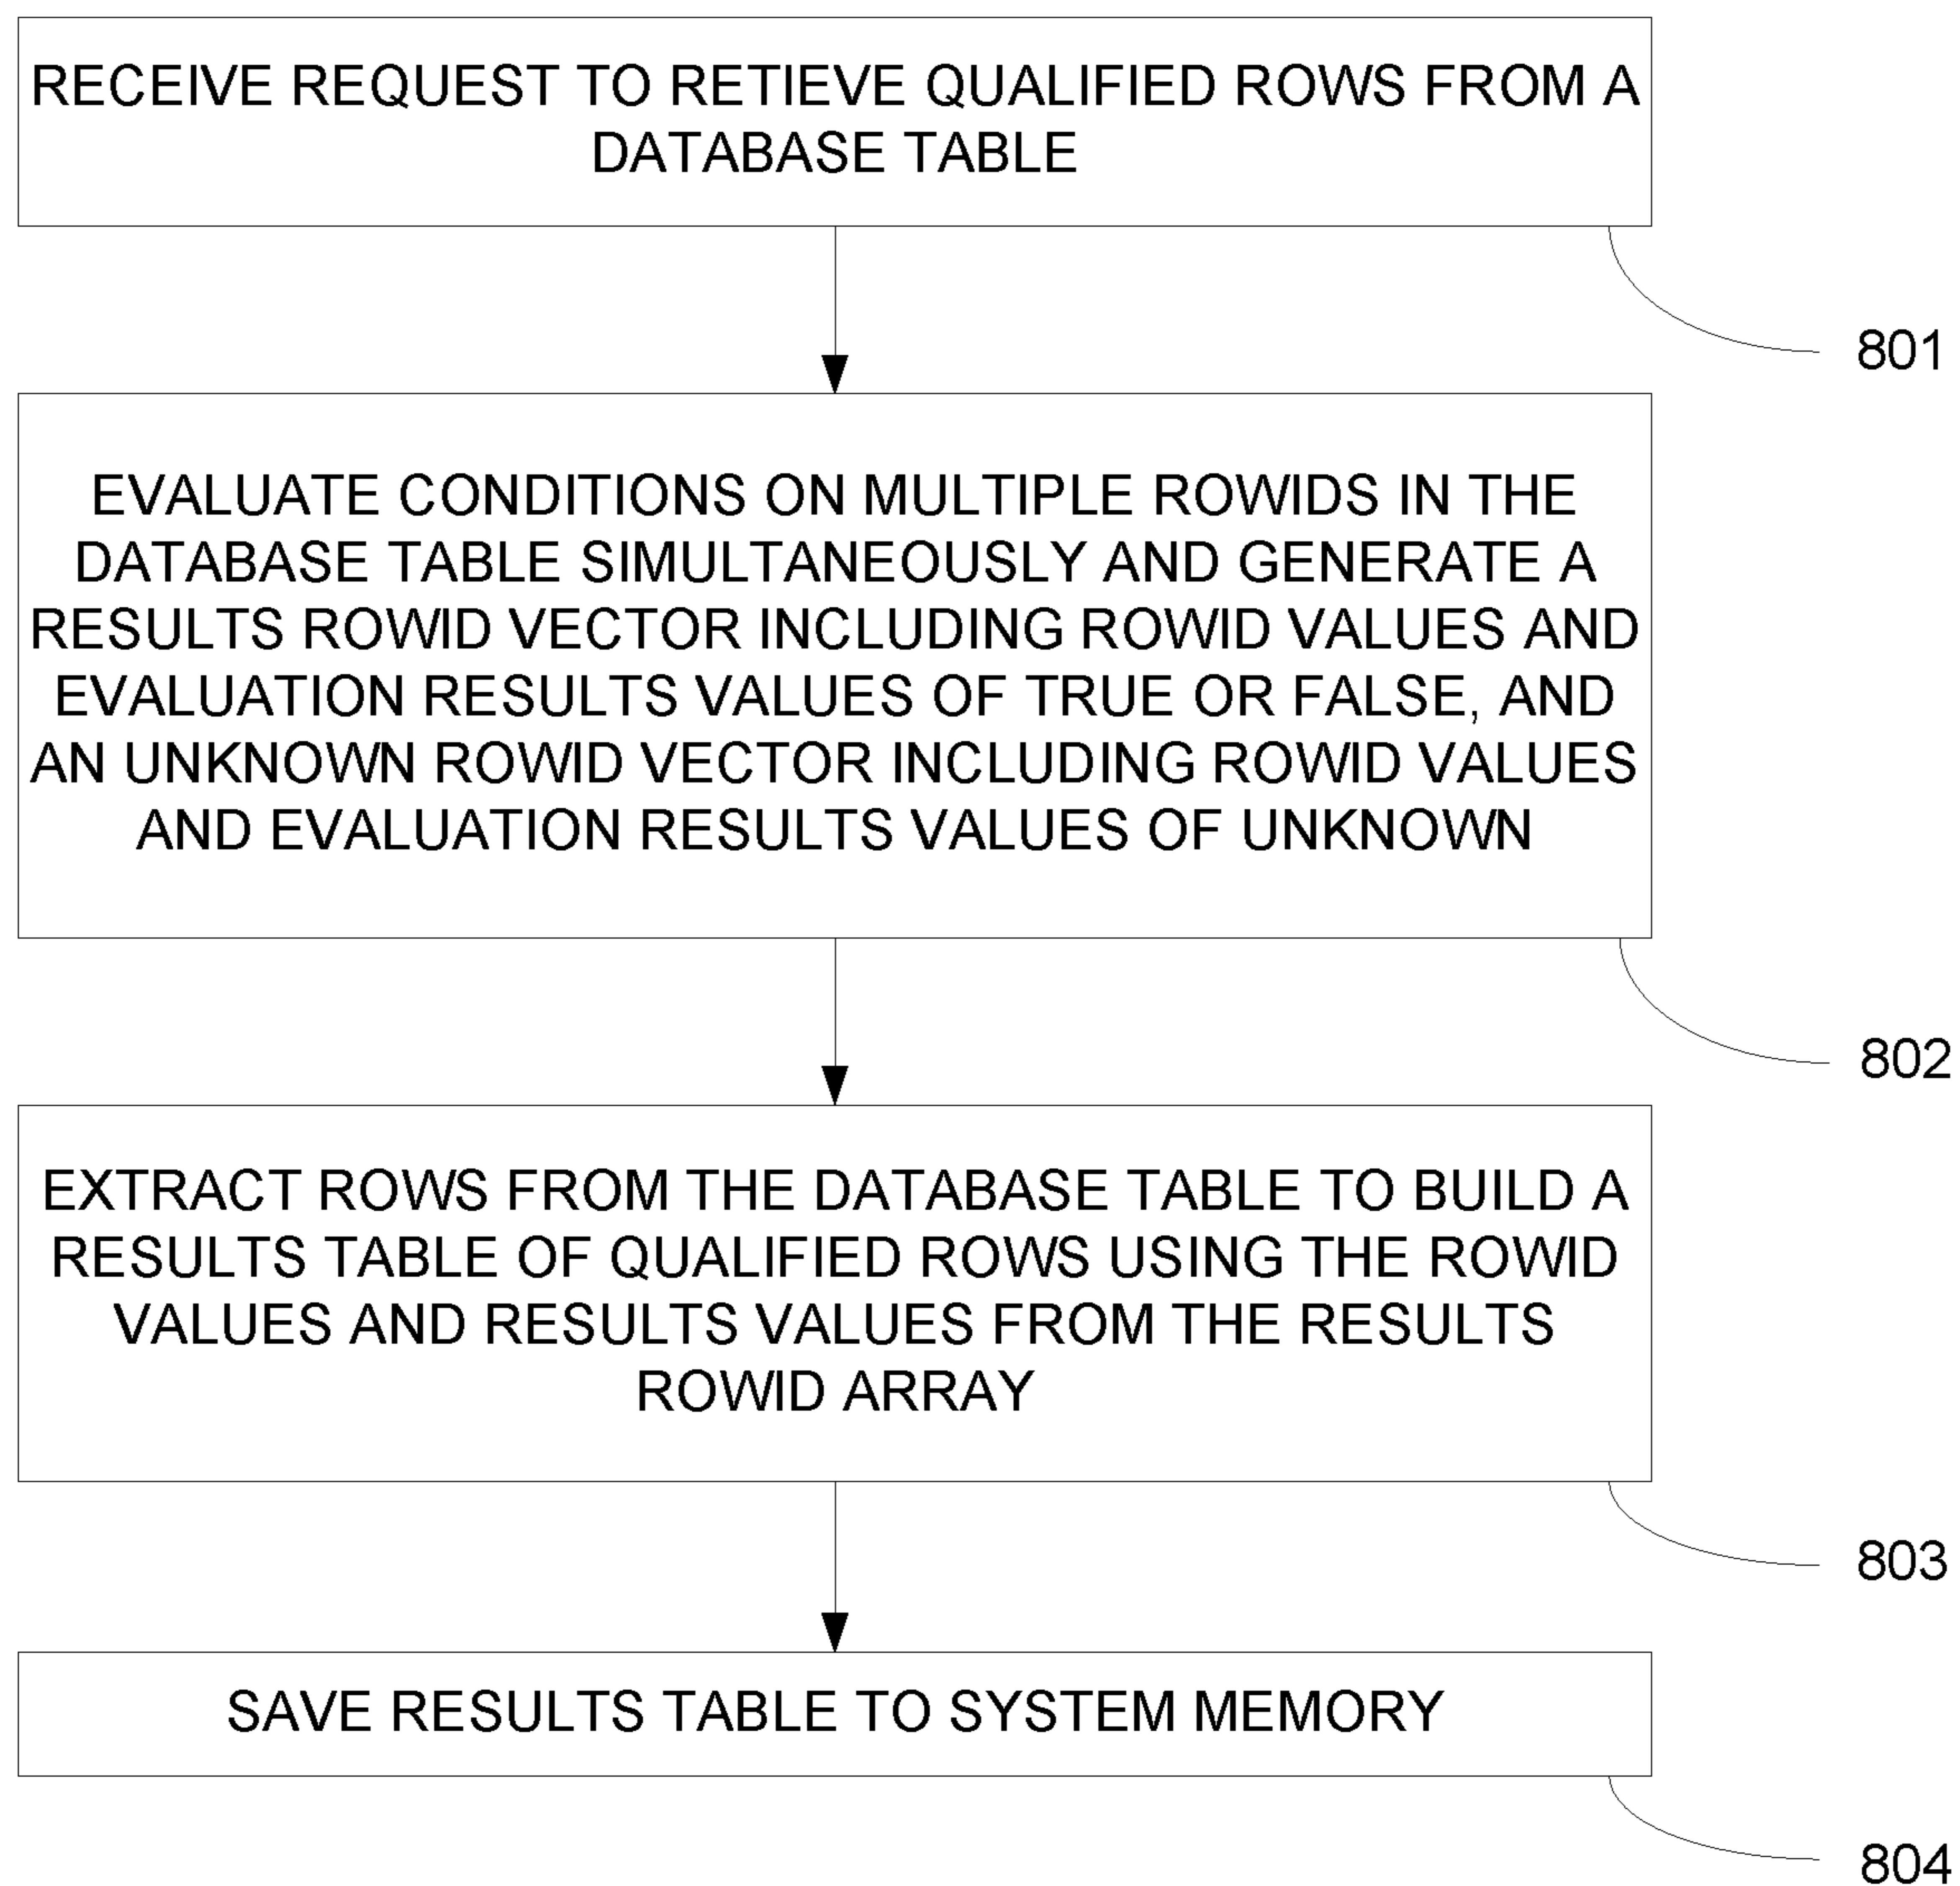 RECEIVE REQUEST TO RETIEVE QUALIFIED ROWS FROM A
DATABASE TABLE
801
EVALUATE CONDITIONS ON MULTIPLE ROWIDS IN THE
DATABASE TABLE SIMULTANEOUSLY AND GENERATE A
RESULTS ROWID VECTOR INCLUDING ROWID VALUES AND
EVALUATION RESULTS VALUES OF TRUE OR FALSE, AND
AN UNKNOWN ROWID VECTOR INCLUDING ROWID VALUES
AND EVALUATION RESULTS VALUES OF UNKNOWN
802
EXTRACT ROWS FROM THE DATABASE TABLE TO BUILD A
RESULTS TABLE OF QUALIFIED ROWS USING THE ROWID
VALUES AND RESULTS VALUES FROM THE RESULTS
ROWID ARRAY
803
SAVE RESULTS TABLE TO SYSTEM MEMORY
804